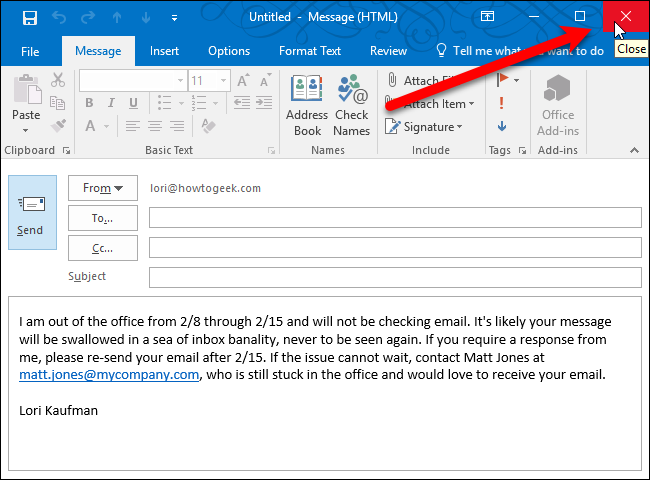 Untitled - Message (HTML)
File Message Insert Options Format Text Review Tell me what you want to do
Close
11
Paste
B I U
A A
Address Book
Check Names
Attach File
Attach Item
Signature
Office Add-ins
Clipboard Basic Text Names Include Tags Add-ins
From lori@howtogeek.com
Send
To...
Cc...
Subject
I am out of the office from 2/8 through 2/15 and will not be checking email. It's likely your message
will be swallowed in a sea of inbox banality, never to be seen again. If you require a response from
me, please re-send your email after 2/15. If the issue cannot wait, contact Matt Jones at
matt.jones@mycompany.com, who is still stuck in the office and would love to receive your email.
Lori Kaufman